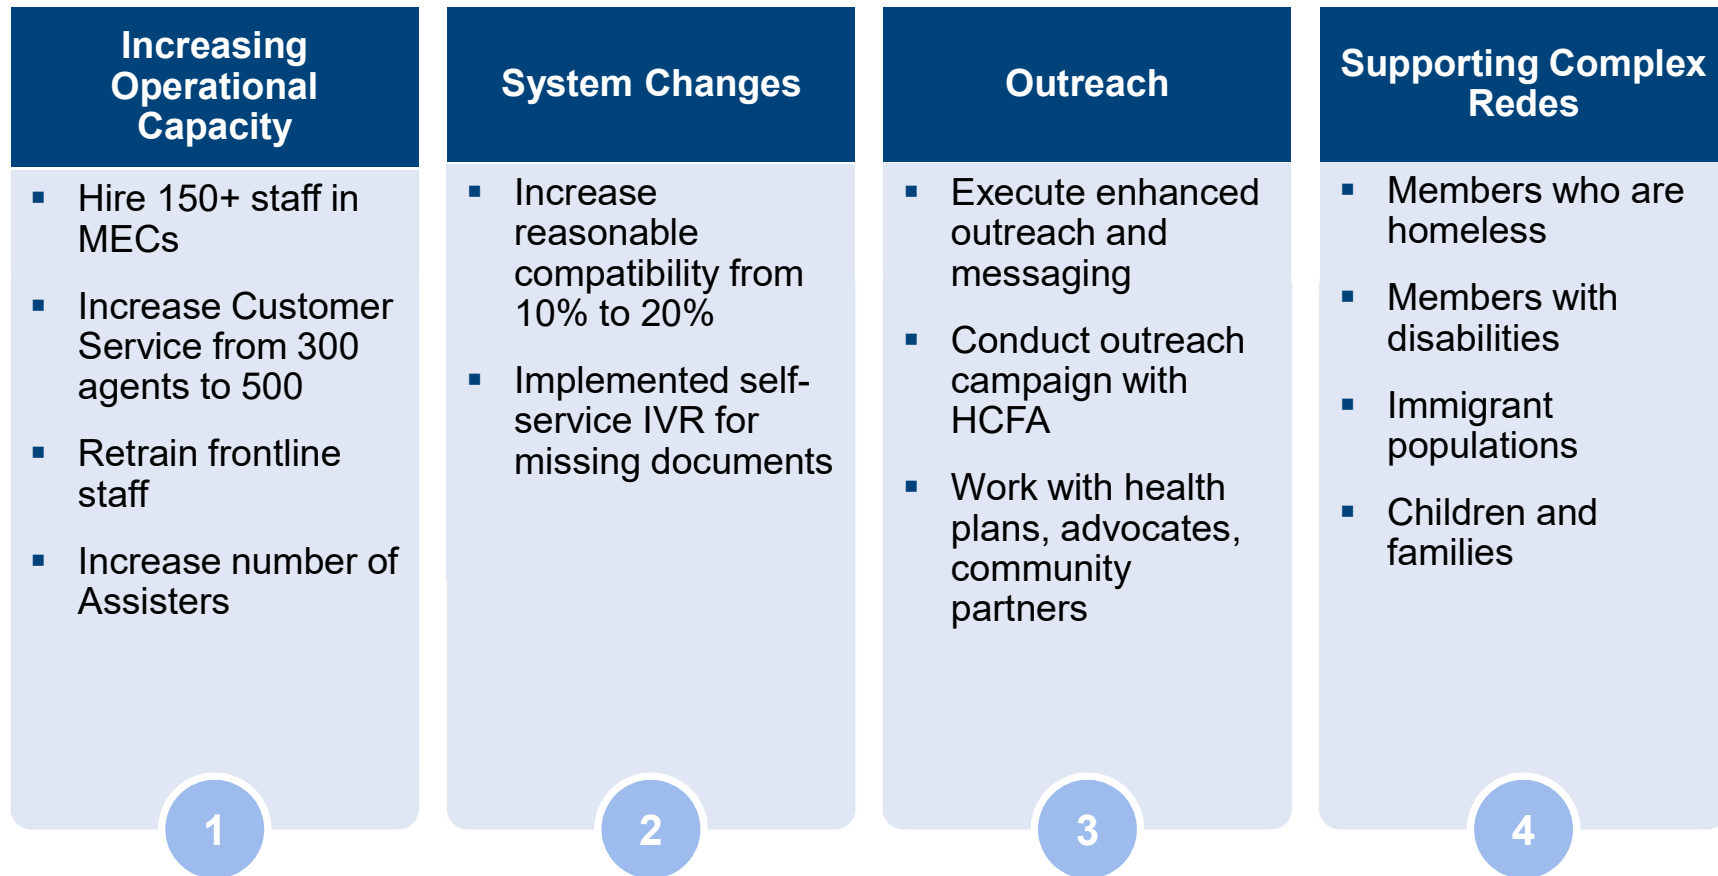 Increasing
Operational
Capacity
▪ Hire 150+ staff in
MECs
▪ Increase Customer
Service from 300
agents to 500
▪ Retrain frontline
staff
▪ Increase number of
Assisters
1
System Changes
▪ Increase
reasonable
compatibility from
10% to 20%
▪ Implemented self-
service IVR for
missing documents
2
Outreach
▪ Execute enhanced
outreach and
messaging
▪ Conduct outreach
campaign with
HCFA
▪ Work with health
plans, advocates,
community
partners
3
Supporting Complex
Redes
▪ Members who are
homeless
▪ Members with
disabilities
▪ Immigrant
populations
▪ Children and
families
4